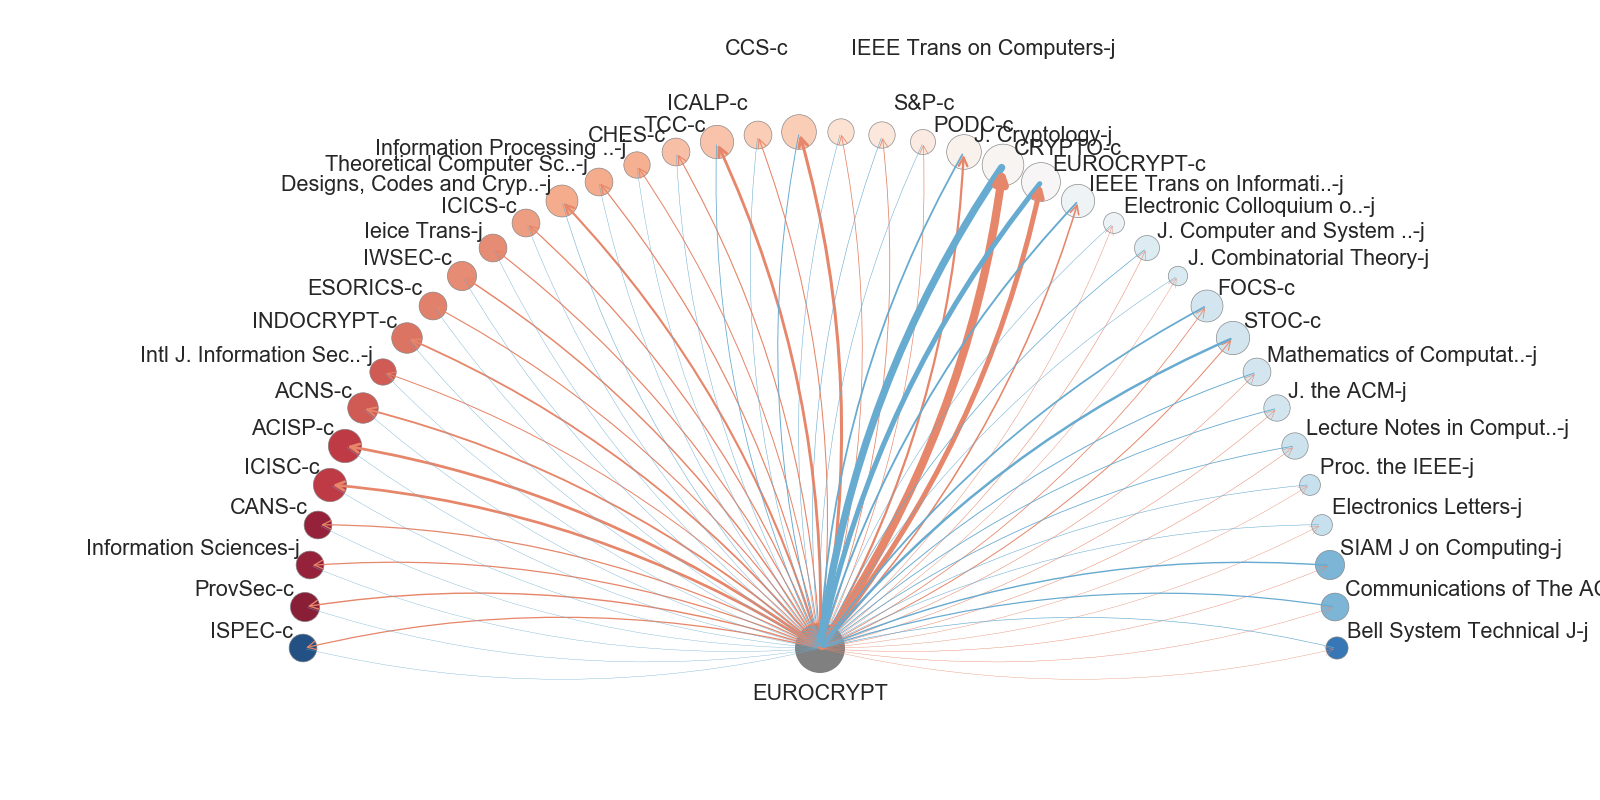 CCS-c
IEEE Trans on Computers-j
ICALP-c
S&P-c
TCC-c
PODC-c
CHES-c
J. Cryptology-j
Information Processing ..-j
CRYPTO-c
Theoretical Computer Sc..-j
EUROCRYPT-c
Designs, Codes and Cryp..-j
IEEE Trans on Informati..-j
ICICS-c
Electronic Colloquium o..-j
Ieice Trans-j
J. Computer and System ..-j
IWSEC-c
J. Combinatorial Theory-j
ESORICS-c
FOCS-c
INDOCRYPT-c
STOC-c
Intl J. Information Sec..-j
Mathematics of Computat..-j
ACNS-c
J. the ACM-j
ACISP-c
Lecture Notes in Comput..-j
ICISC-c
Proc. the IEEE-j
CANS-c
Electronics Letters-j
Information Sciences-j
SIAM J on Computing-j
ProvSec-c
Communications of The AC
ISPEC-c
Bell System Technical J-j
EUROCRYPT